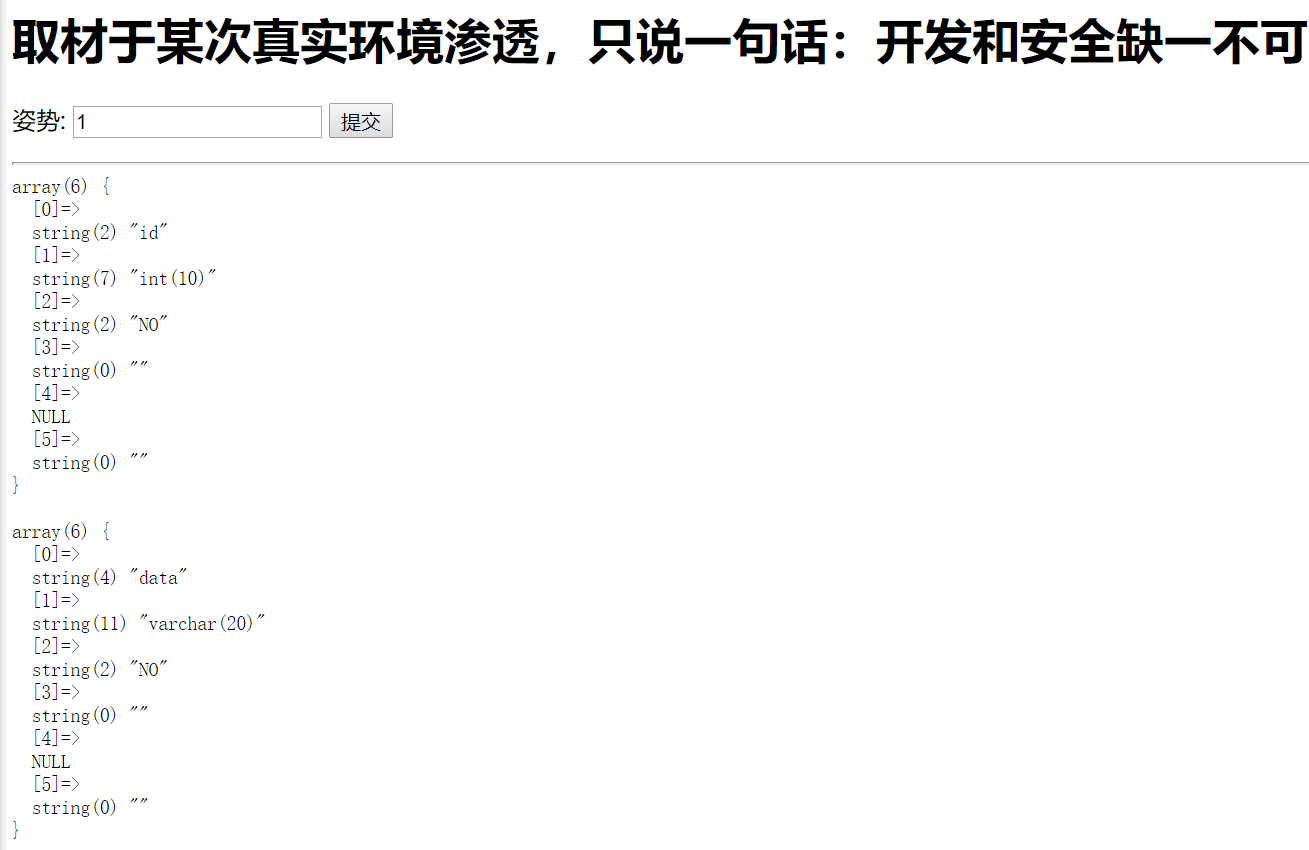 取材于某次真实环境渗透，只说一句话：开发和安全缺一不可
姿势: 1 提交
array(6) {
  [0]=>
  string(2) "id"
  [1]=>
  string(7) "int(10)"
  [2]=>
  string(2) "NO"
  [3]=>
  string(0) ""
  [4]=>
  NULL
  [5]=>
  string(0) ""
}
array(6) {
  [0]=>
  string(4) "data"
  [1]=>
  string(11) "varchar(20)"
  [2]=>
  string(2) "NO"
  [3]=>
  string(0) ""
  [4]=>
  NULL
  [5]=>
  string(0) ""
}